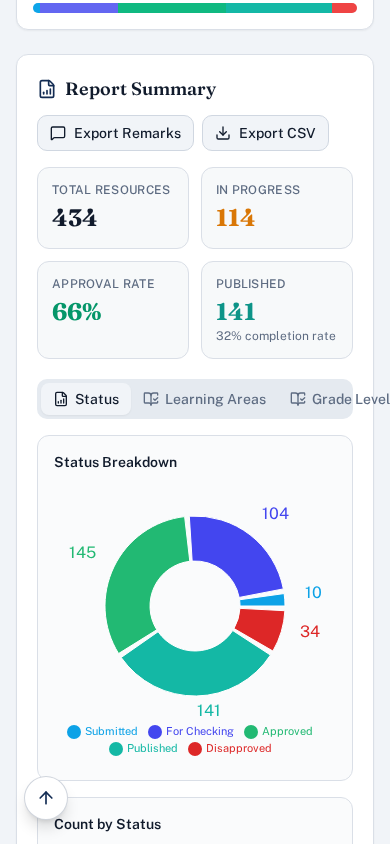 Report Summary
Export Remarks
Export CSV
TOTAL RESOURCES
434
IN PROGRESS
114
APPROVAL RATE
66%
PUBLISHED
141
32% completion rate
Status
Learning Areas
Grade Level
Status Breakdown
104
145
10
34
141
Submitted
For Checking
Approved
Published
Disapproved
Count by Status